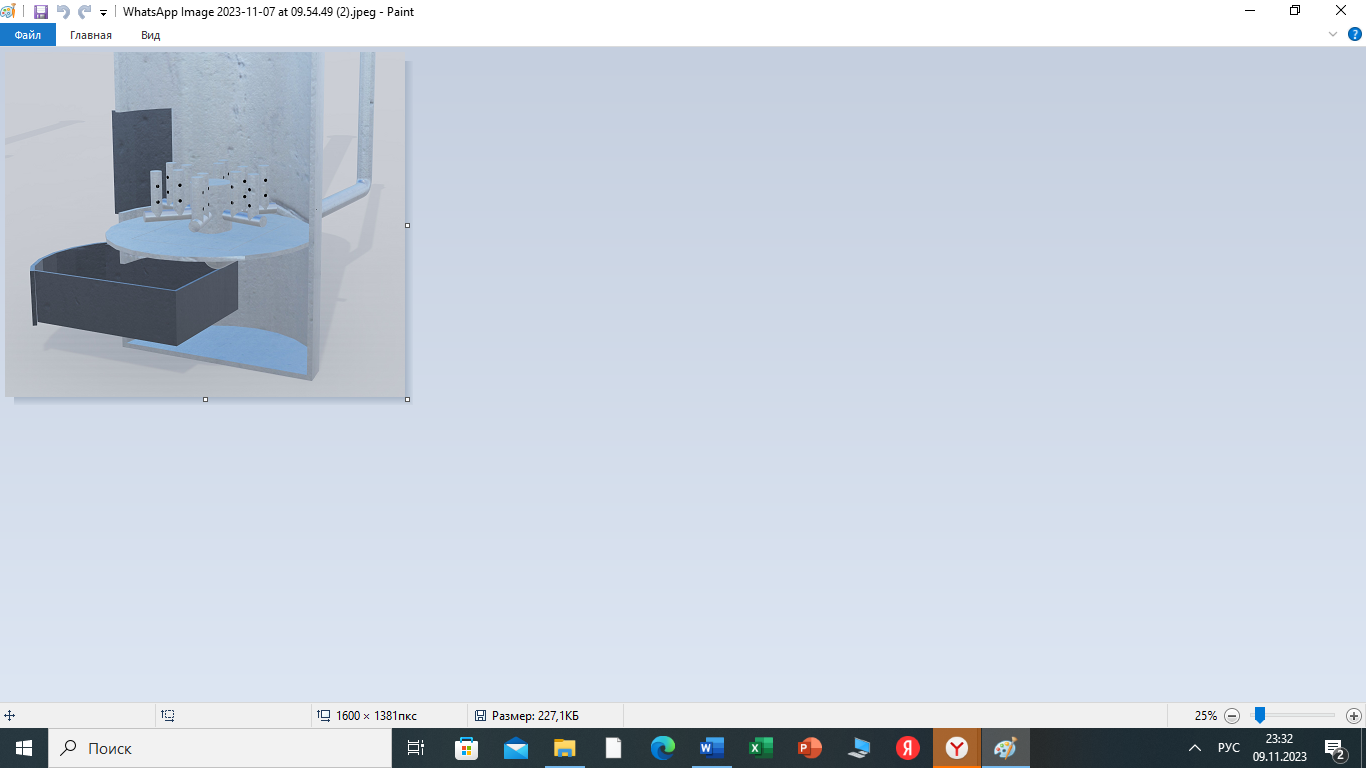 WhatsApp Image 2023-11-07 at 09.54.49 (2).jpeg - Paint
Файл Главная Вид
1600 × 1381пкс Размер: 227,1КБ 25%
Поиск
РУС
23:32
09.11.2023
2